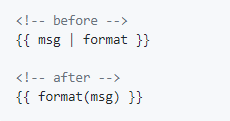 <!-- before -->
{{ msg | format }}
<!-- after -->
{{ format(msg) }}